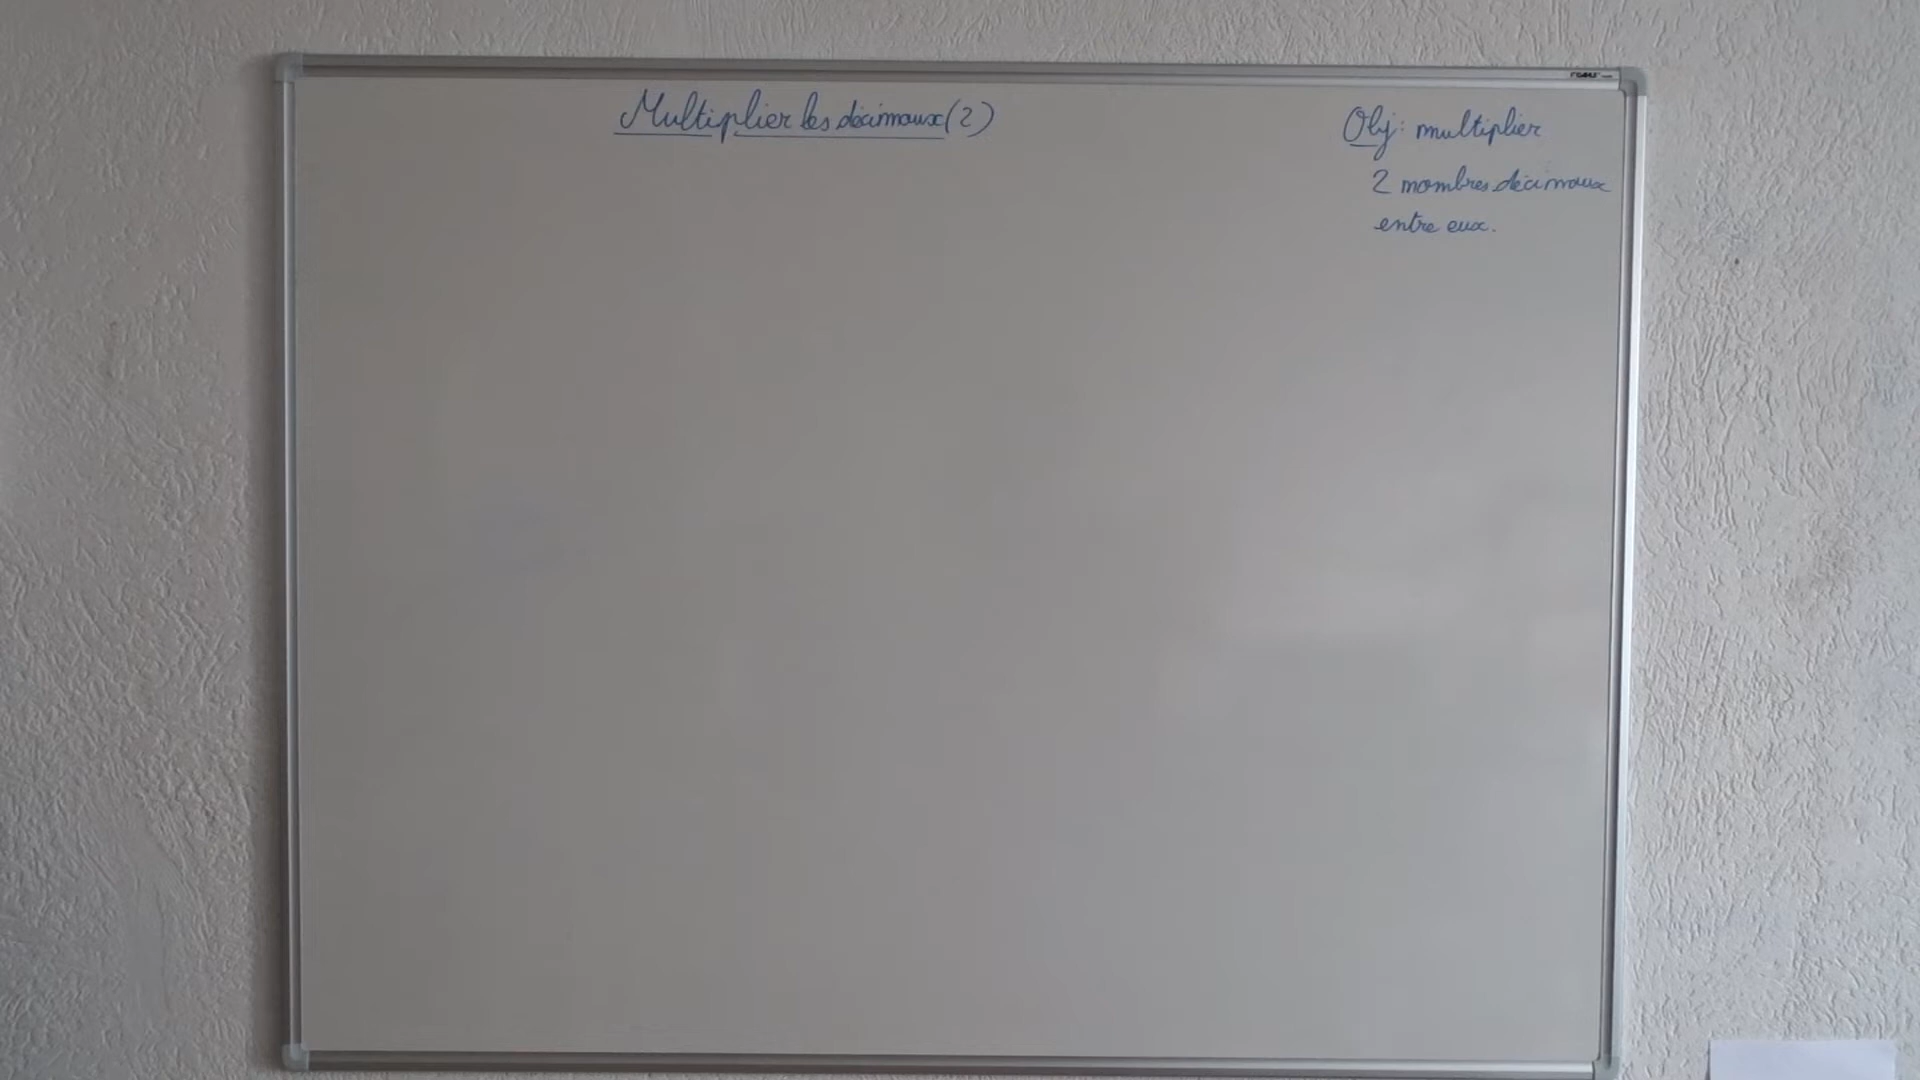 Multiplier les décimaux (2)
Obj: multiplier
2 nombres décimaux
entre eux.